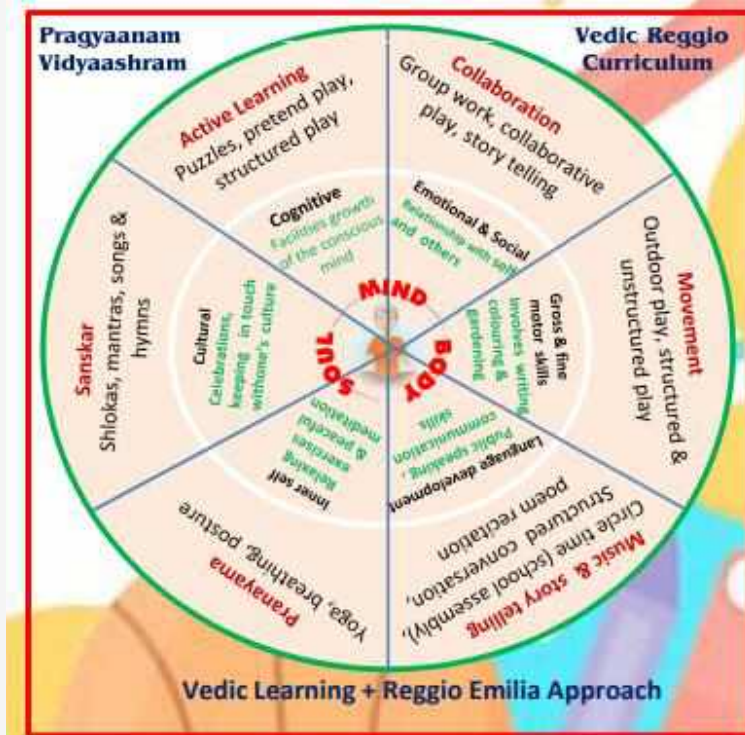 Pragyaanam
Vidyaashram
Vedic Reggio
Curriculum
Active Learning
Puzzles, pretend play,
structured play
Cognitive
Facilities growth
of the conscious
mind
Collaboration
Group work, collaborative
play, story telling
Emotional & Social
Relationship with self
and others
Movement
Outdoor play, structured &
unstructured play
Gross & fine
motor skills
Involves writing,
colouring &
gardening
Music & story telling
Circle time (school assembly),
Structured conversation,
poem recitation
Language development
Public speaking,
communication
skills
Pranayama
Yoga, breathing, posture
Inner self
Relaxing
exercises
& peaceful
meditation
Sanskar
Shlokas, mantras, songs &
hymns
Cultural
Celebrations,
keeping in touch
withone's culture
MIND
BODY
SOUL
Vedic Learning + Reggio Emilia Approach